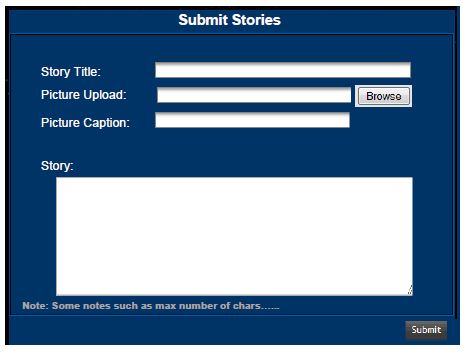 Submit Stories
Story Title:
Picture Upload:
Browse
Picture Caption:
Story:
Note: Some notes such as max number of chars......
Submit